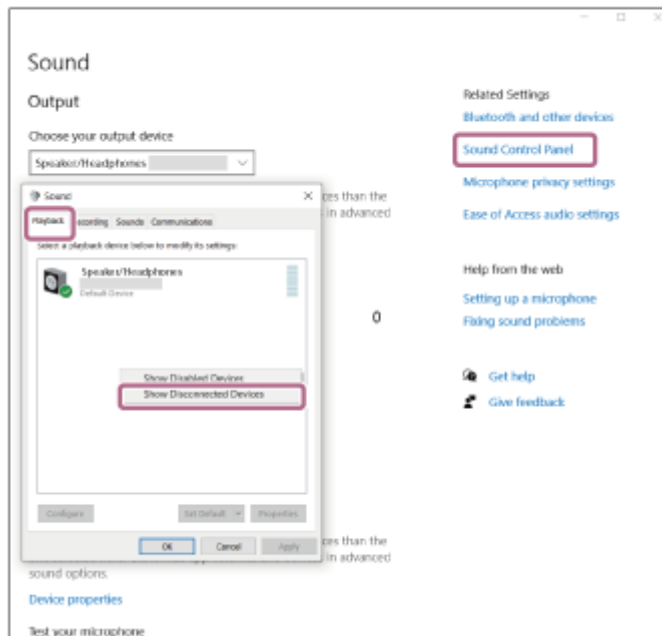 Sound
Output
Choose your output device
Speaker/Headphones
Sound
Playback
ecording Sounds Communications
Select a playback device below to modify its settings:
Speaker/Headphones
Default Device
Show Disabled Devices
Show Disconnected Devices
Configure
Set Default
Properties
OK
Cancel
Apply
ces than the
in advanced
0
ces than the
in advanced
sound options.
Device properties
Test your microphone
Related Settings
Bluetooth and other devices
Sound Control Panel
Microphone privacy settings
Ease of Access audio settings
Help from the web
Setting up a microphone
Fixing sound problems
Get help
Give feedback